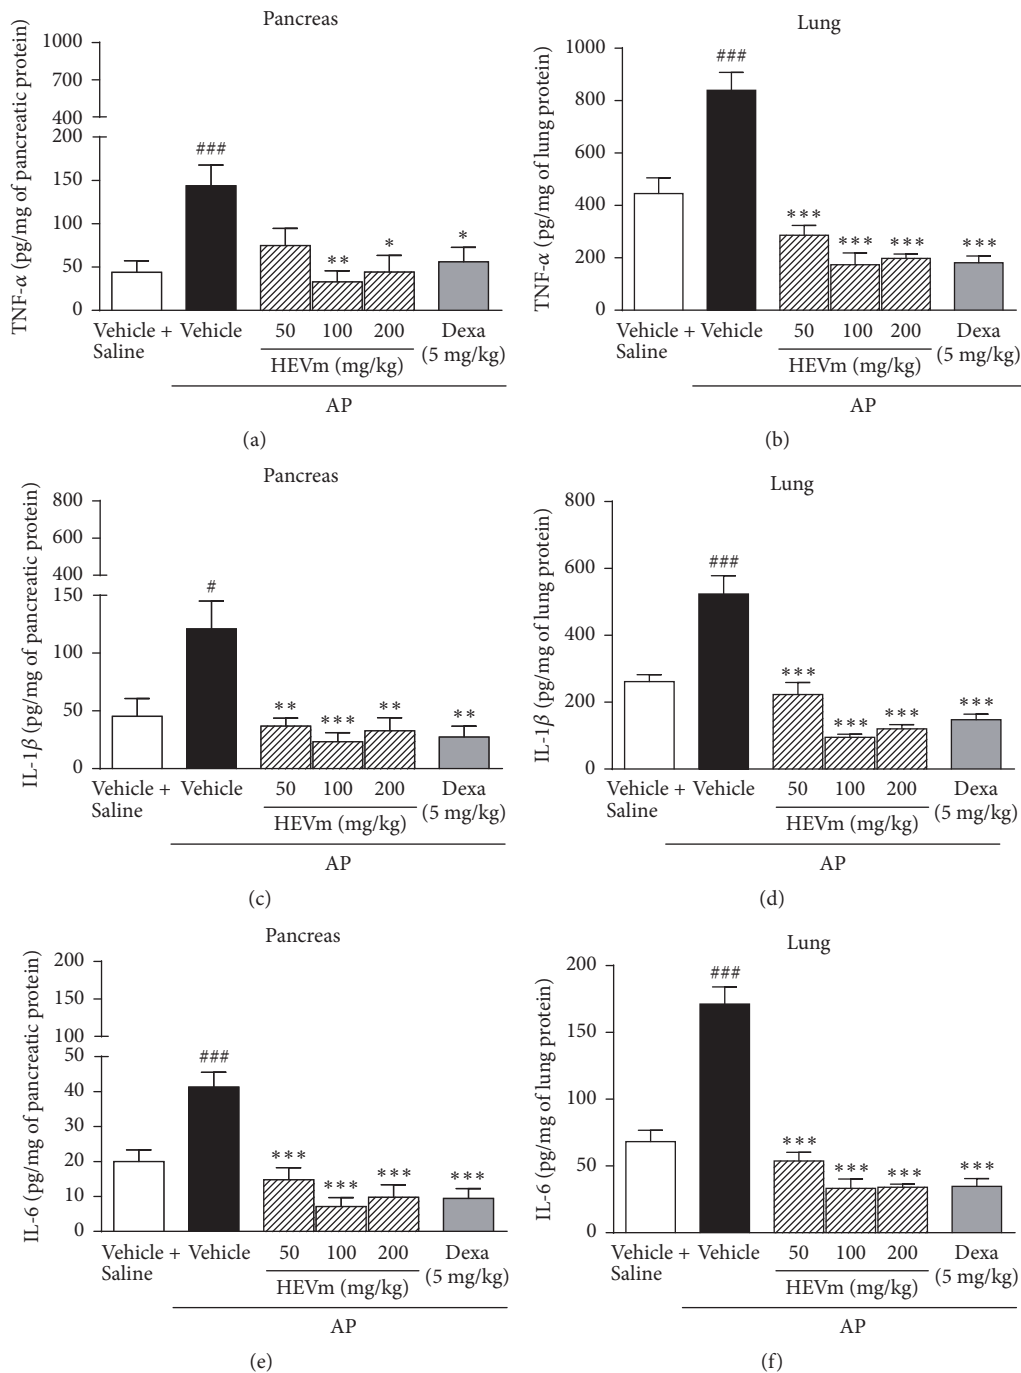 Pancreas
TNF-α (pg/mg of pancreatic protein)
1000
700
400
200
150
100
50
0
###
**
*
*
Vehicle + Vehicle 50 100 200 Dexa
Saline HEVm (mg/kg) (5 mg/kg)
AP
(a)
Lung
TNF-α (pg/mg of lung protein)
1000
800
600
400
200
0
###
***
***
***
***
Vehicle + Vehicle 50 100 200 Dexa
Saline HEVm (mg/kg) (5 mg/kg)
AP
(b)
Pancreas
IL-1β (pg/mg of pancreatic protein)
800
600
400
150
100
50
0
#
**
***
**
**
Vehicle + Vehicle 50 100 200 Dexa
Saline HEVm (mg/kg) (5 mg/kg)
AP
(c)
Lung
IL-1β (pg/mg of lung protein)
800
600
400
200
0
###
***
***
***
***
Vehicle + Vehicle 50 100 200 Dexa
Saline HEVm (mg/kg) (5 mg/kg)
AP
(d)
Pancreas
IL-6 (pg/mg of pancreatic protein)
200
150
100
50
40
30
20
10
0
###
***
***
***
***
Vehicle + Vehicle 50 100 200 Dexa
Saline HEVm (mg/kg) (5 mg/kg)
AP
(e)
Lung
IL-6 (pg/mg of lung protein)
200
150
100
50
0
###
***
***
***
***
Vehicle + Vehicle 50 100 200 Dexa
Saline HEVm (mg/kg) (5 mg/kg)
AP
(f)